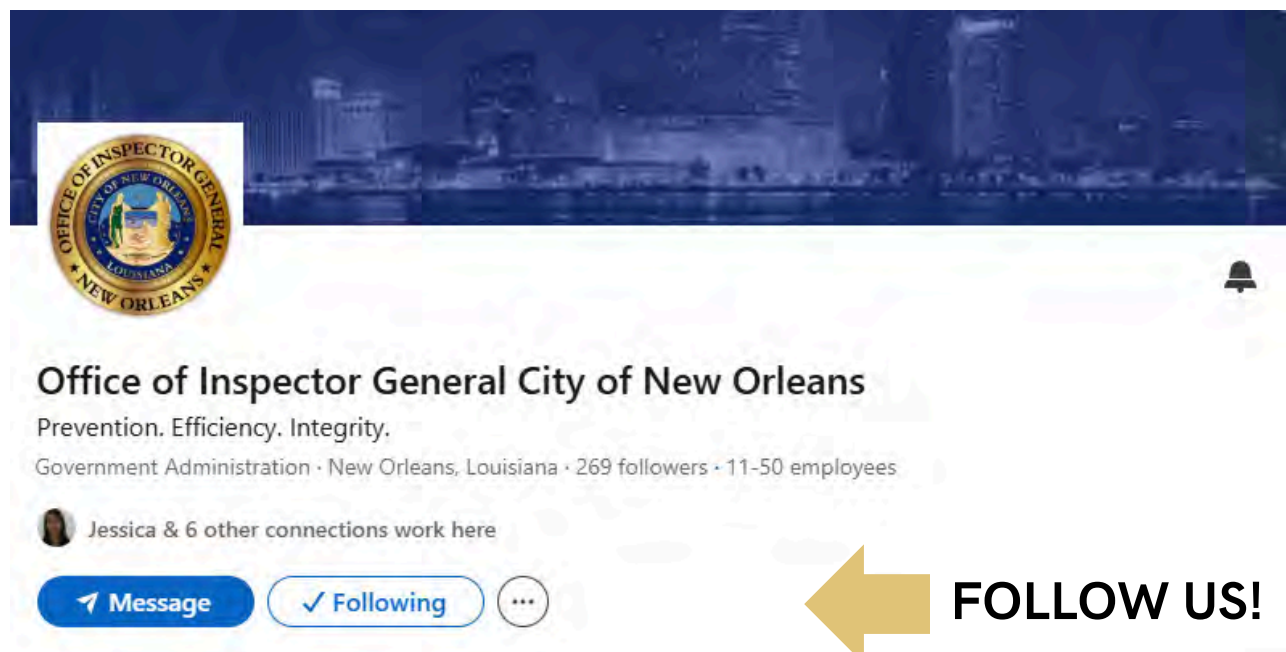 OFFICE OF INSPECTOR GENERAL
CITY OF NEW ORLEANS
LOUISIANA
NEW ORLEANS
Office of Inspector General City of New Orleans
Prevention. Efficiency. Integrity.
Government Administration · New Orleans, Louisiana · 269 followers · 11-50 employees
Jessica & 6 other connections work here
Message
✓ Following
...
FOLLOW US!